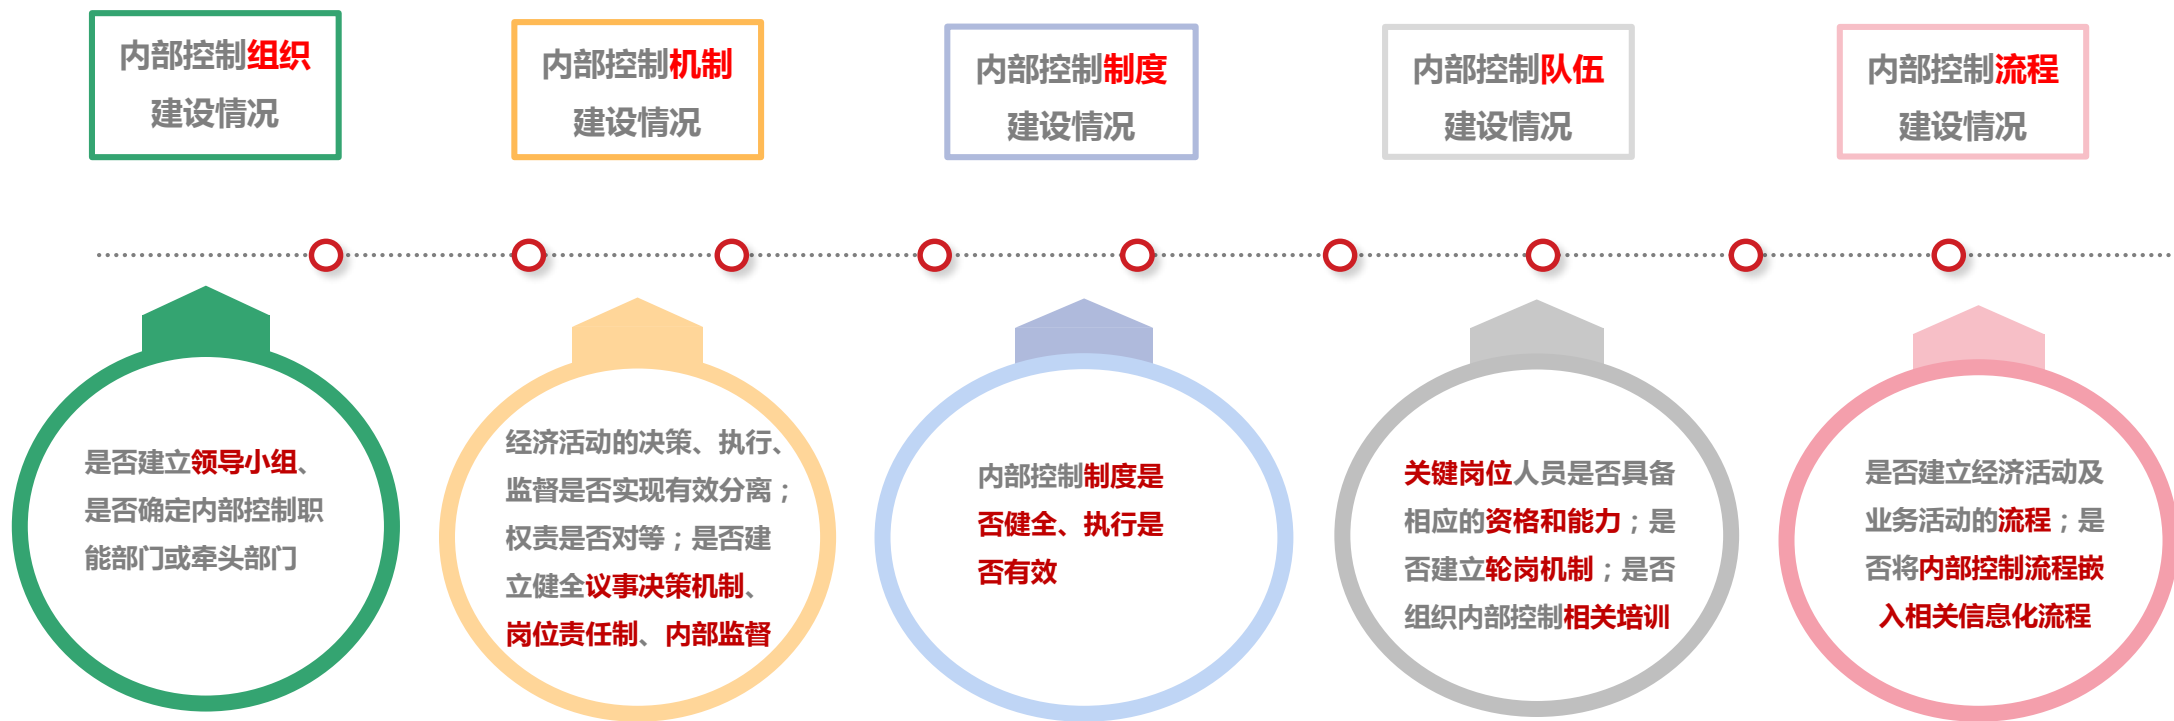 内部控制组织
建设情况
内部控制机制
建设情况
内部控制制度
建设情况
内部控制队伍
建设情况
内部控制流程
建设情况
是否建立领导小组、
是否确定内部控制职
能部门或牵头部门
经济活动的决策、执行、
监督是否实现有效分离；
权责是否对等；是否建
立健全议事决策机制、
岗位责任制、内部监督
内部控制制度是
否健全、执行是
否有效
关键岗位人员是否具备
相应的资格和能力；是
否建立轮岗机制；是否
组织内部控制相关培训
是否建立经济活动及
业务活动的流程；是
否将内部控制流程嵌
入相关信息化流程